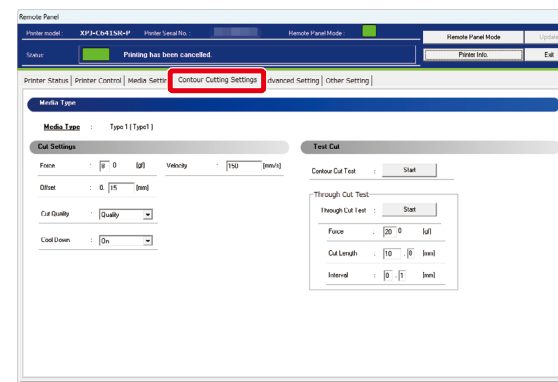 Remote Panel
Printer model : XPJ-C641SR-P Printer Serial No. : Remote Panel Mode : Remote Panel Mode Update
Status: Printing has been cancelled. Printer Info. Exit
Printer Status Printer Control Media Settin Contour Cutting Settings dvanced Setting Other Setting
Media Type
Media Type : Type 1 ( Type1 )
Cut Settings Test Cut
Force : 8 0 [gf] Velocity : 150 [mm/s]
Contour Cut Test : Start
Offset : 0. 15 [mm]
Through Cut Test
Through Cut Test : Start
Cut Quality : Quality
Force : 20 0 [gf]
Cool Down : On
Cut Length : 10 . 0 [mm]
Interval : 0 . 1 [mm]